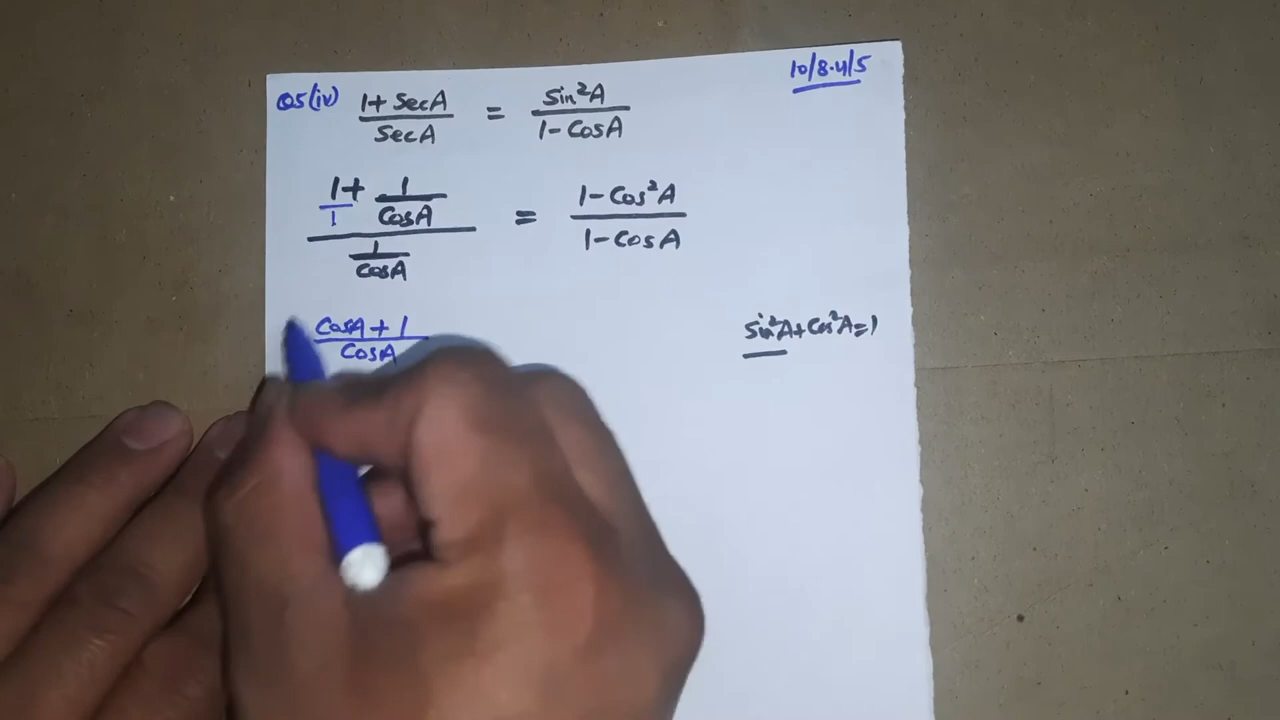 10/8.4/5
Q5(iv) 1+ SecA / SecA = Sin²A / 1-CosA
1/1 + 1/CosA / 1/CosA = 1-Cos²A / 1-CosA
CosA + 1 / CosA
Sin²A+Cos²A=1